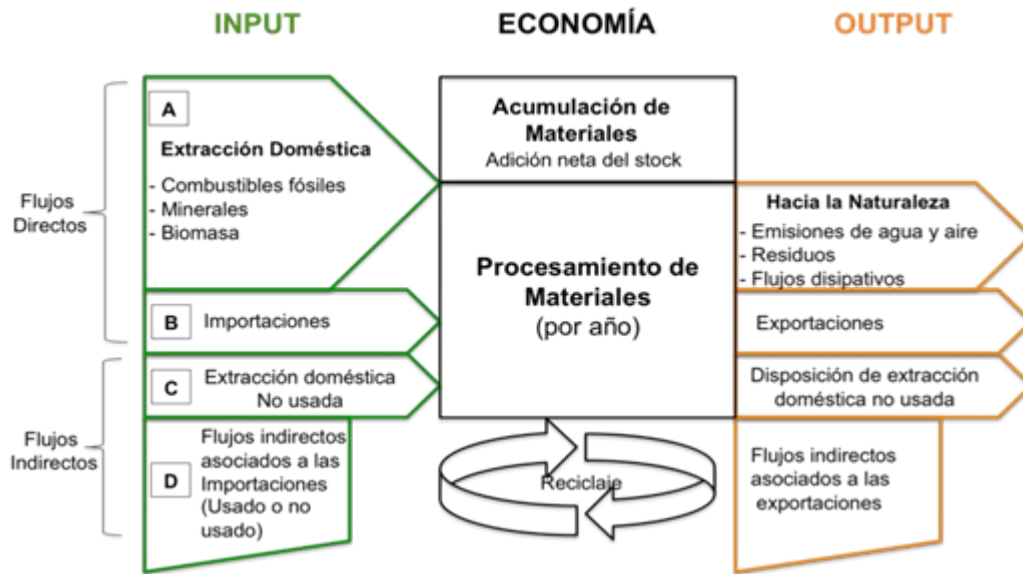 INPUT
ECONOMÍA
OUTPUT
Flujos
Directos
A
Extracción Doméstica
- Combustibles fósiles
- Minerales
- Biomasa
B
Importaciones
Flujos
Indirectos
C
Extracción doméstica
No usada
D
Flujos indirectos
asociados a las
Importaciones
(Usado o no
usado)
Acumulación de
Materiales
Adición neta del stock
Procesamiento de
Materiales
(por año)
Reciclaje
Hacia la Naturaleza
- Emisiones de agua y aire
- Residuos
- Flujos disipativos
Exportaciones
Disposición de extracción
doméstica no usada
Flujos indirectos
asociados a las
exportaciones